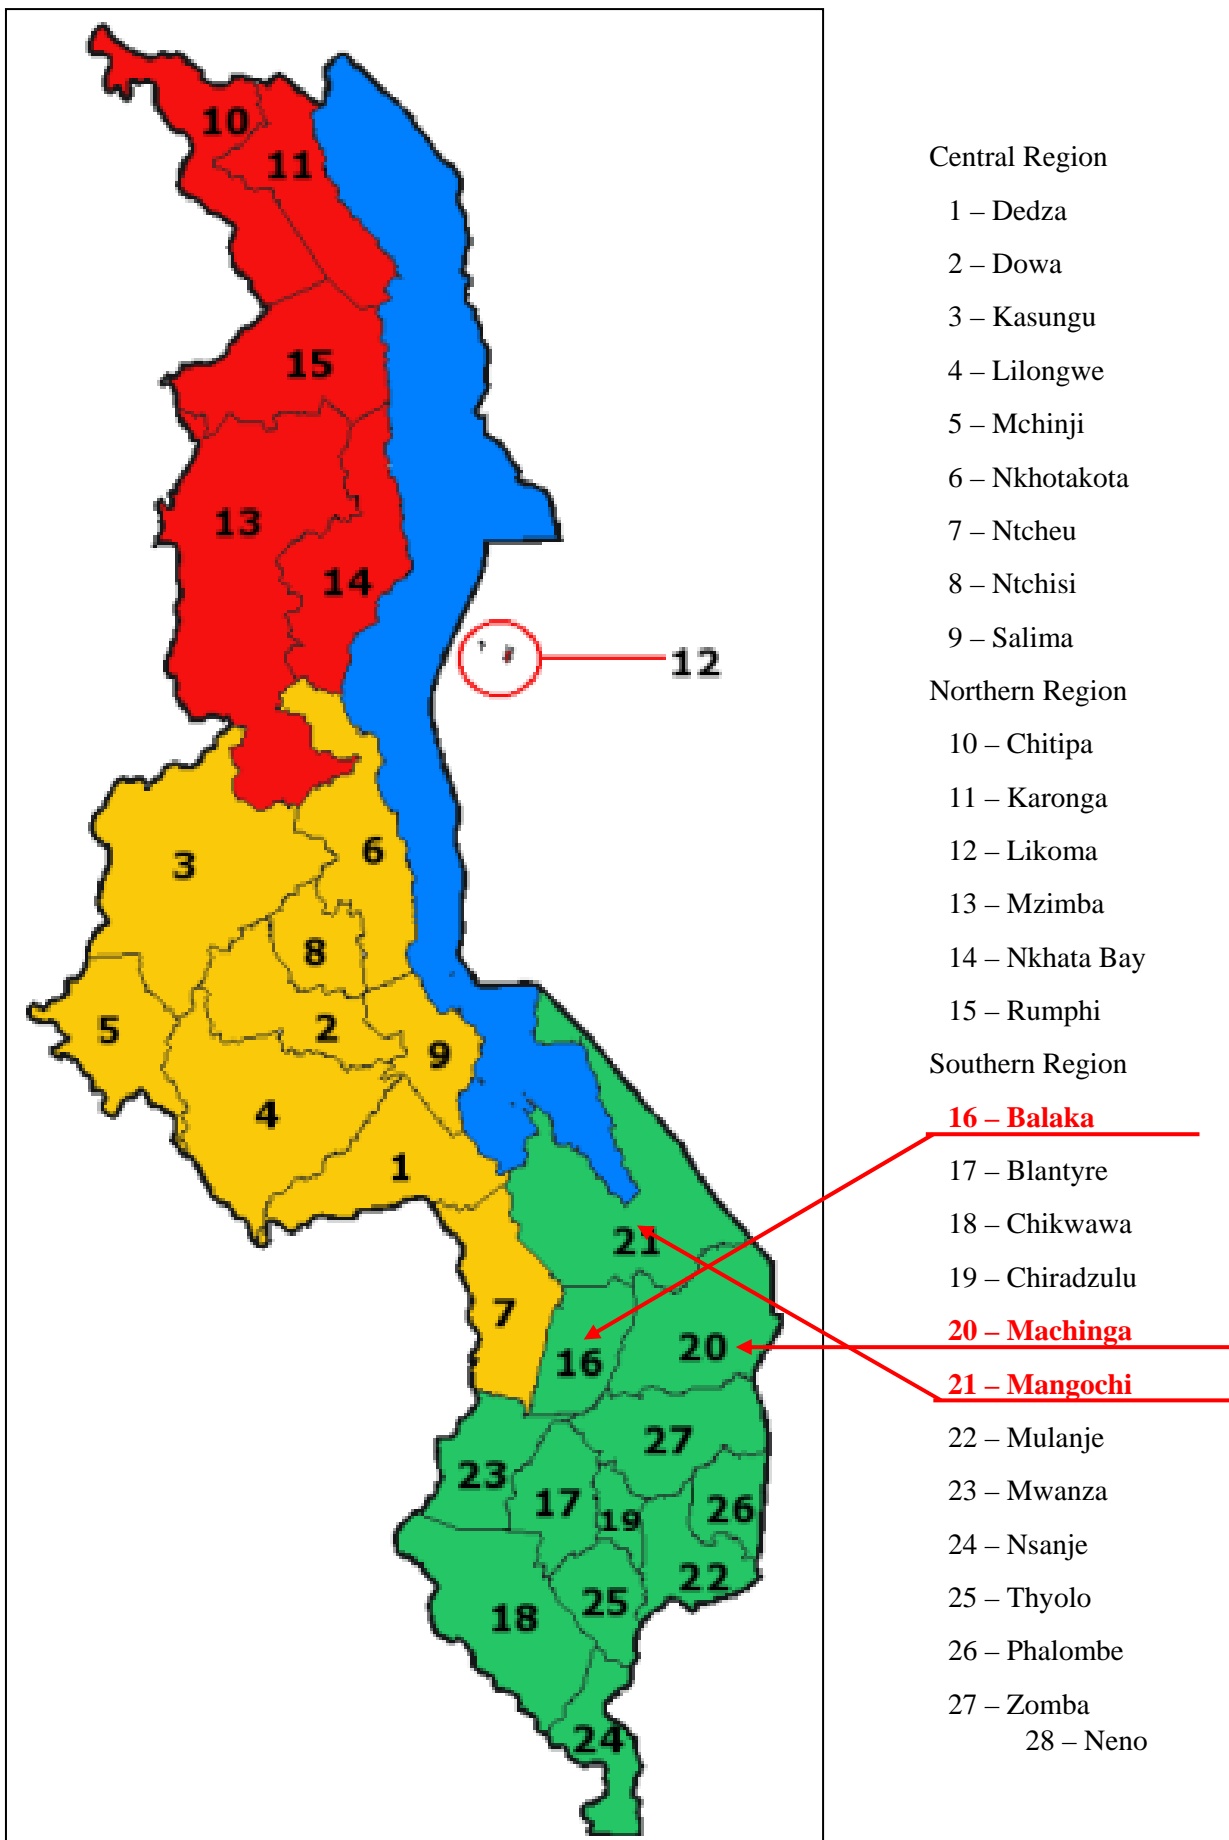 10
11
15
13
14
12
3
6
8
5
2
9
4
1
21
7
16
20
27
23
17
19
26
22
25
18
24
Central Region
1 – Dedza
2 – Dowa
3 – Kasungu
4 – Lilongwe
5 – Mchinji
6 – Nkhotakota
7 – Ntcheu
8 – Ntchisi
9 – Salima
Northern Region
10 – Chitipa
11 – Karonga
12 – Likoma
13 – Mzimba
14 – Nkhata Bay
15 – Rumphi
Southern Region
16 – Balaka
17 – Blantyre
18 – Chikwawa
19 – Chiradzulu
20 – Machinga
21 – Mangochi
22 – Mulanje
23 – Mwanza
24 – Nsanje
25 – Thyolo
26 – Phalombe
27 – Zomba
28 – Neno